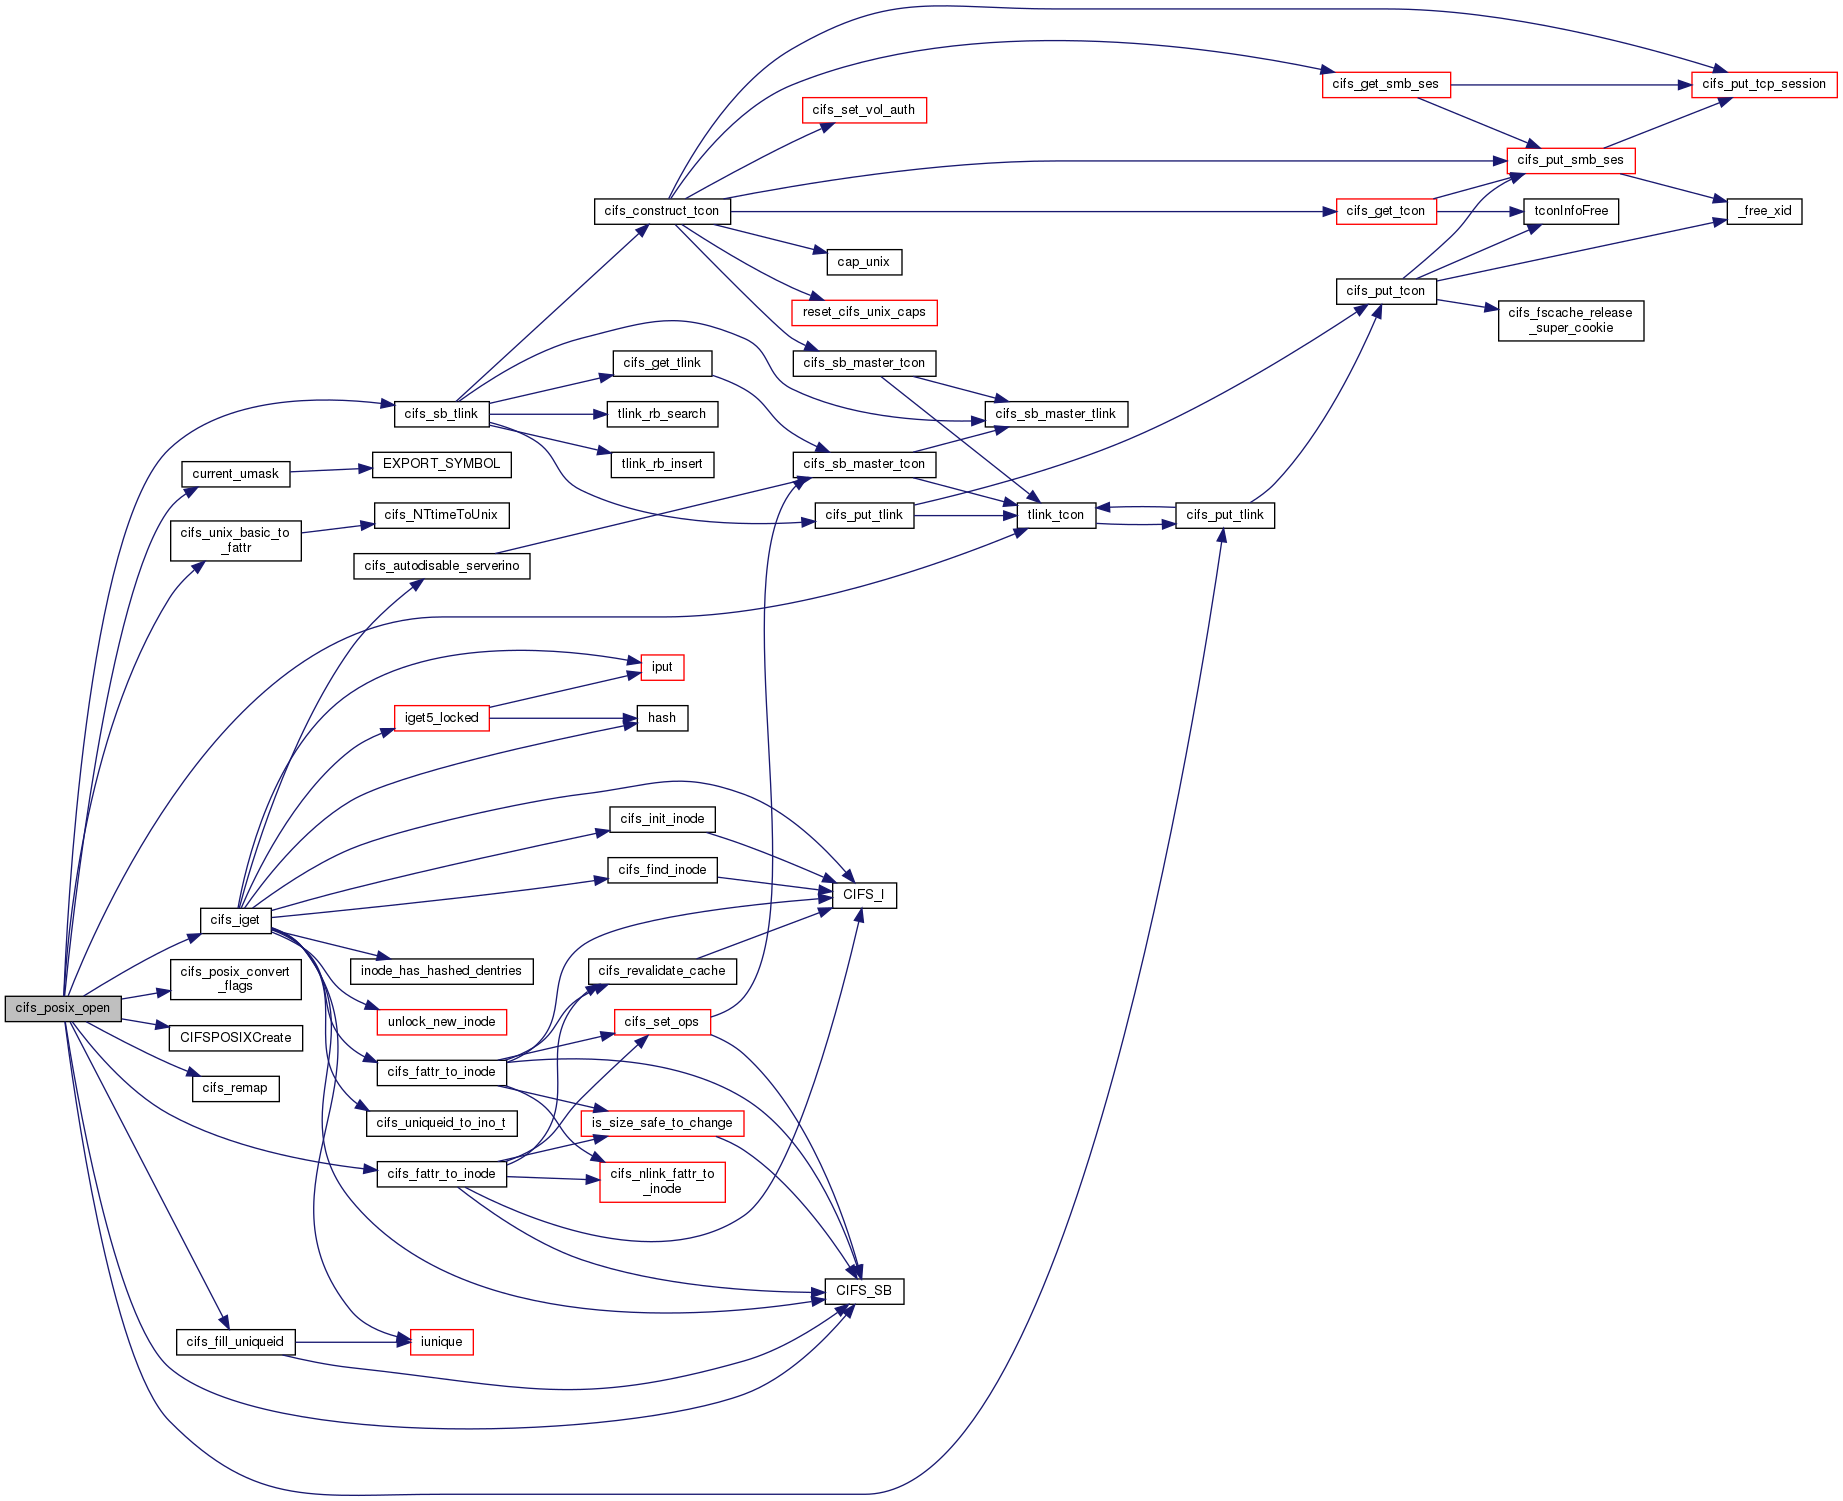 cifs_get_smb_ses
cifs_put_tcp_session
cifs_set_vol_auth
cifs_put_smb_ses
cifs_construct_tcon
cifs_get_tcon
tconInfoFree
_free_xid
cap_unix
cifs_put_tcon
reset_cifs_unix_caps
cifs_fscache_release
_super_cookie
cifs_get_tlink
cifs_sb_master_tcon
cifs_sb_tlink
tlink_rb_search
cifs_sb_master_tlink
current_umask
EXPORT_SYMBOL
tlink_rb_insert
cifs_sb_master_tcon
cifs_NTtimeToUnix
cifs_put_tlink
tlink_tcon
cifs_put_tlink
cifs_unix_basic_to
_fattr
cifs_autodisable_serverino
iput
iget5_locked
hash
cifs_init_inode
cifs_find_inode
CIFS_I
cifs_iget
inode_has_hashed_dentries
cifs_revalidate_cache
cifs_posix_convert
_flags
cifs_posix_open
unlock_new_inode
cifs_set_ops
CIFSPOSIXCreate
cifs_fattr_to_inode
cifs_remap
cifs_uniqueid_to_ino_t
is_size_safe_to_change
cifs_fattr_to_inode
cifs_nlink_fattr_to
_inode
CIFS_SB
cifs_fill_uniqueid
iunique